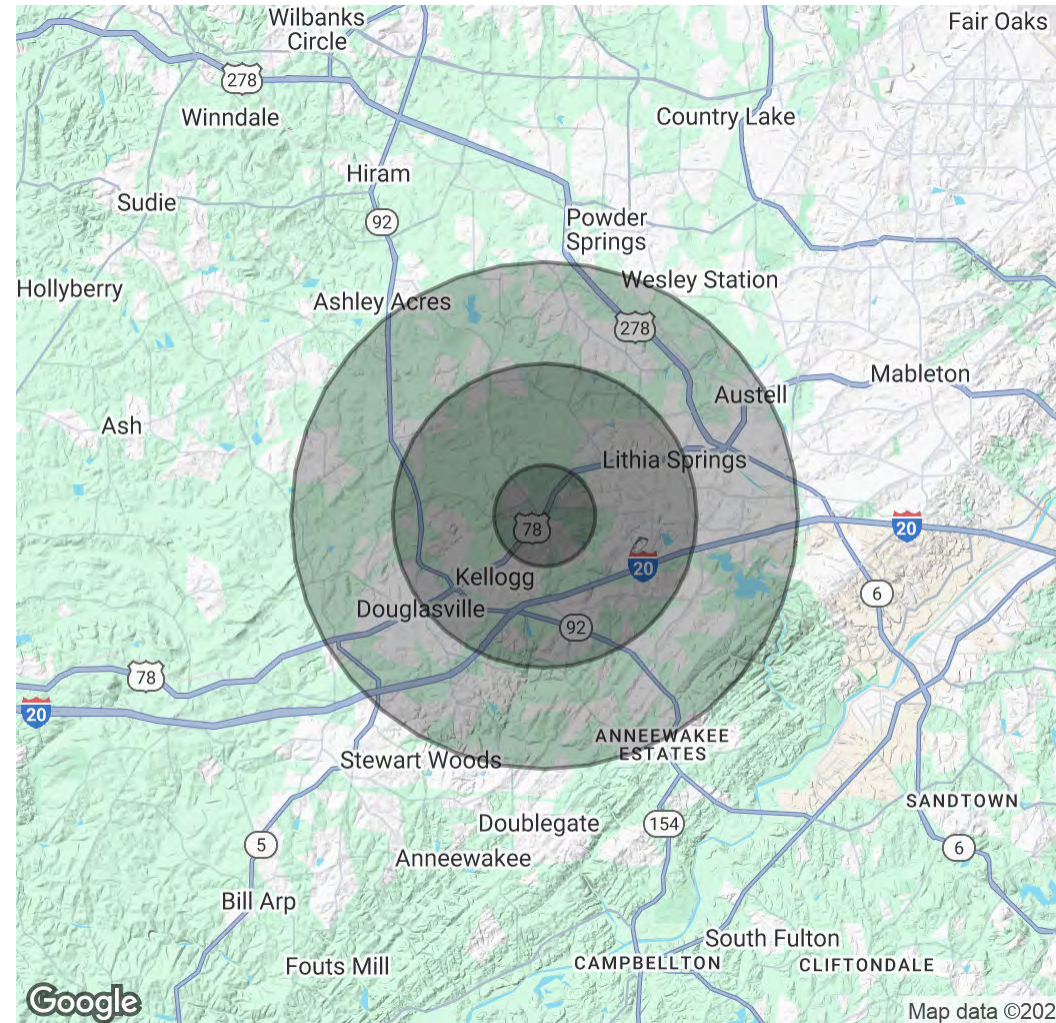 Wilbanks
Circle
Fair Oaks
278
Winndale
Country Lake
Hiram
Sudie
92
Powder
Springs
Wesley Station
Hollyberry
Ashley Acres
278
Mableton
Austell
Ash
Lithia Springs
78
20
20
Kellogg
6
Douglasville
92
78
20
ANNEEWAKEE
ESTATES
Stewart Woods
SANDTOWN
Doublegate
154
5
Anneewakee
6
Bill Arp
South Fulton
Fouts Mill
CAMPBELLTON
CLIFTONDALE
Google
Map data ©202